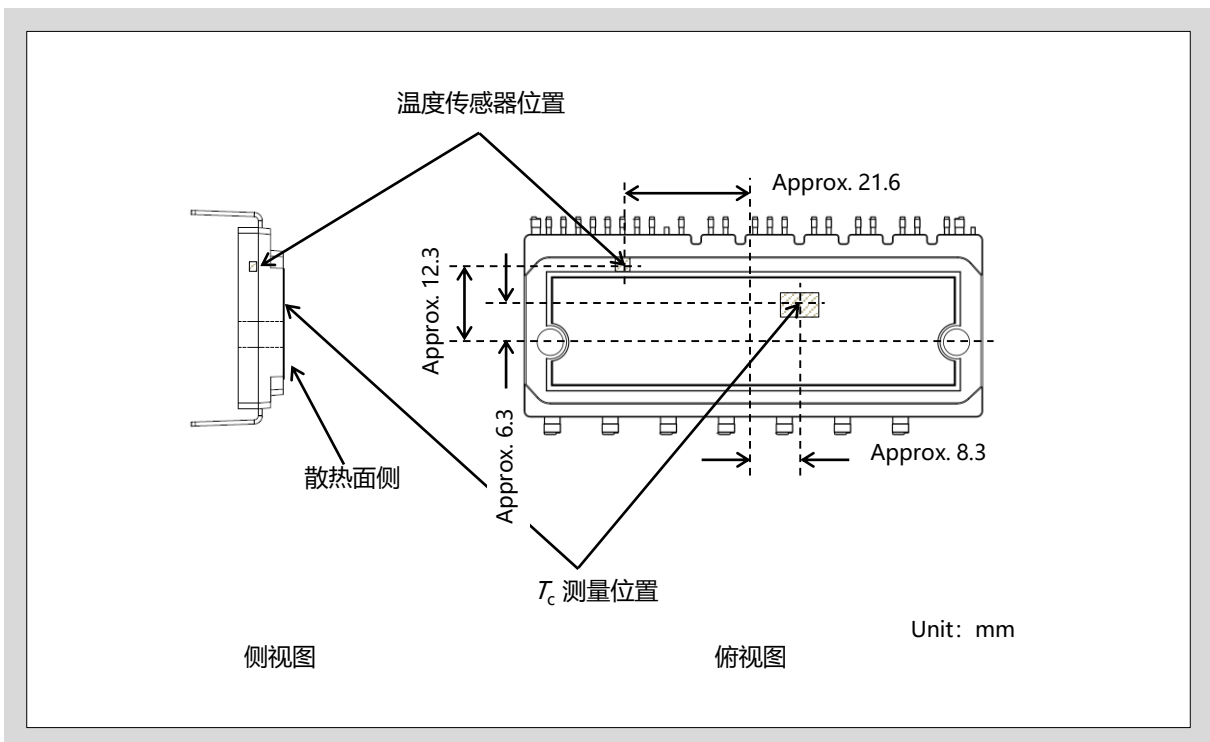 温度传感器位置
Approx. 21.6
Approx. 12.3
Approx. 6.3
Approx. 8.3
散热面侧
Tc 测量位置
Unit：mm
侧视图
俯视图